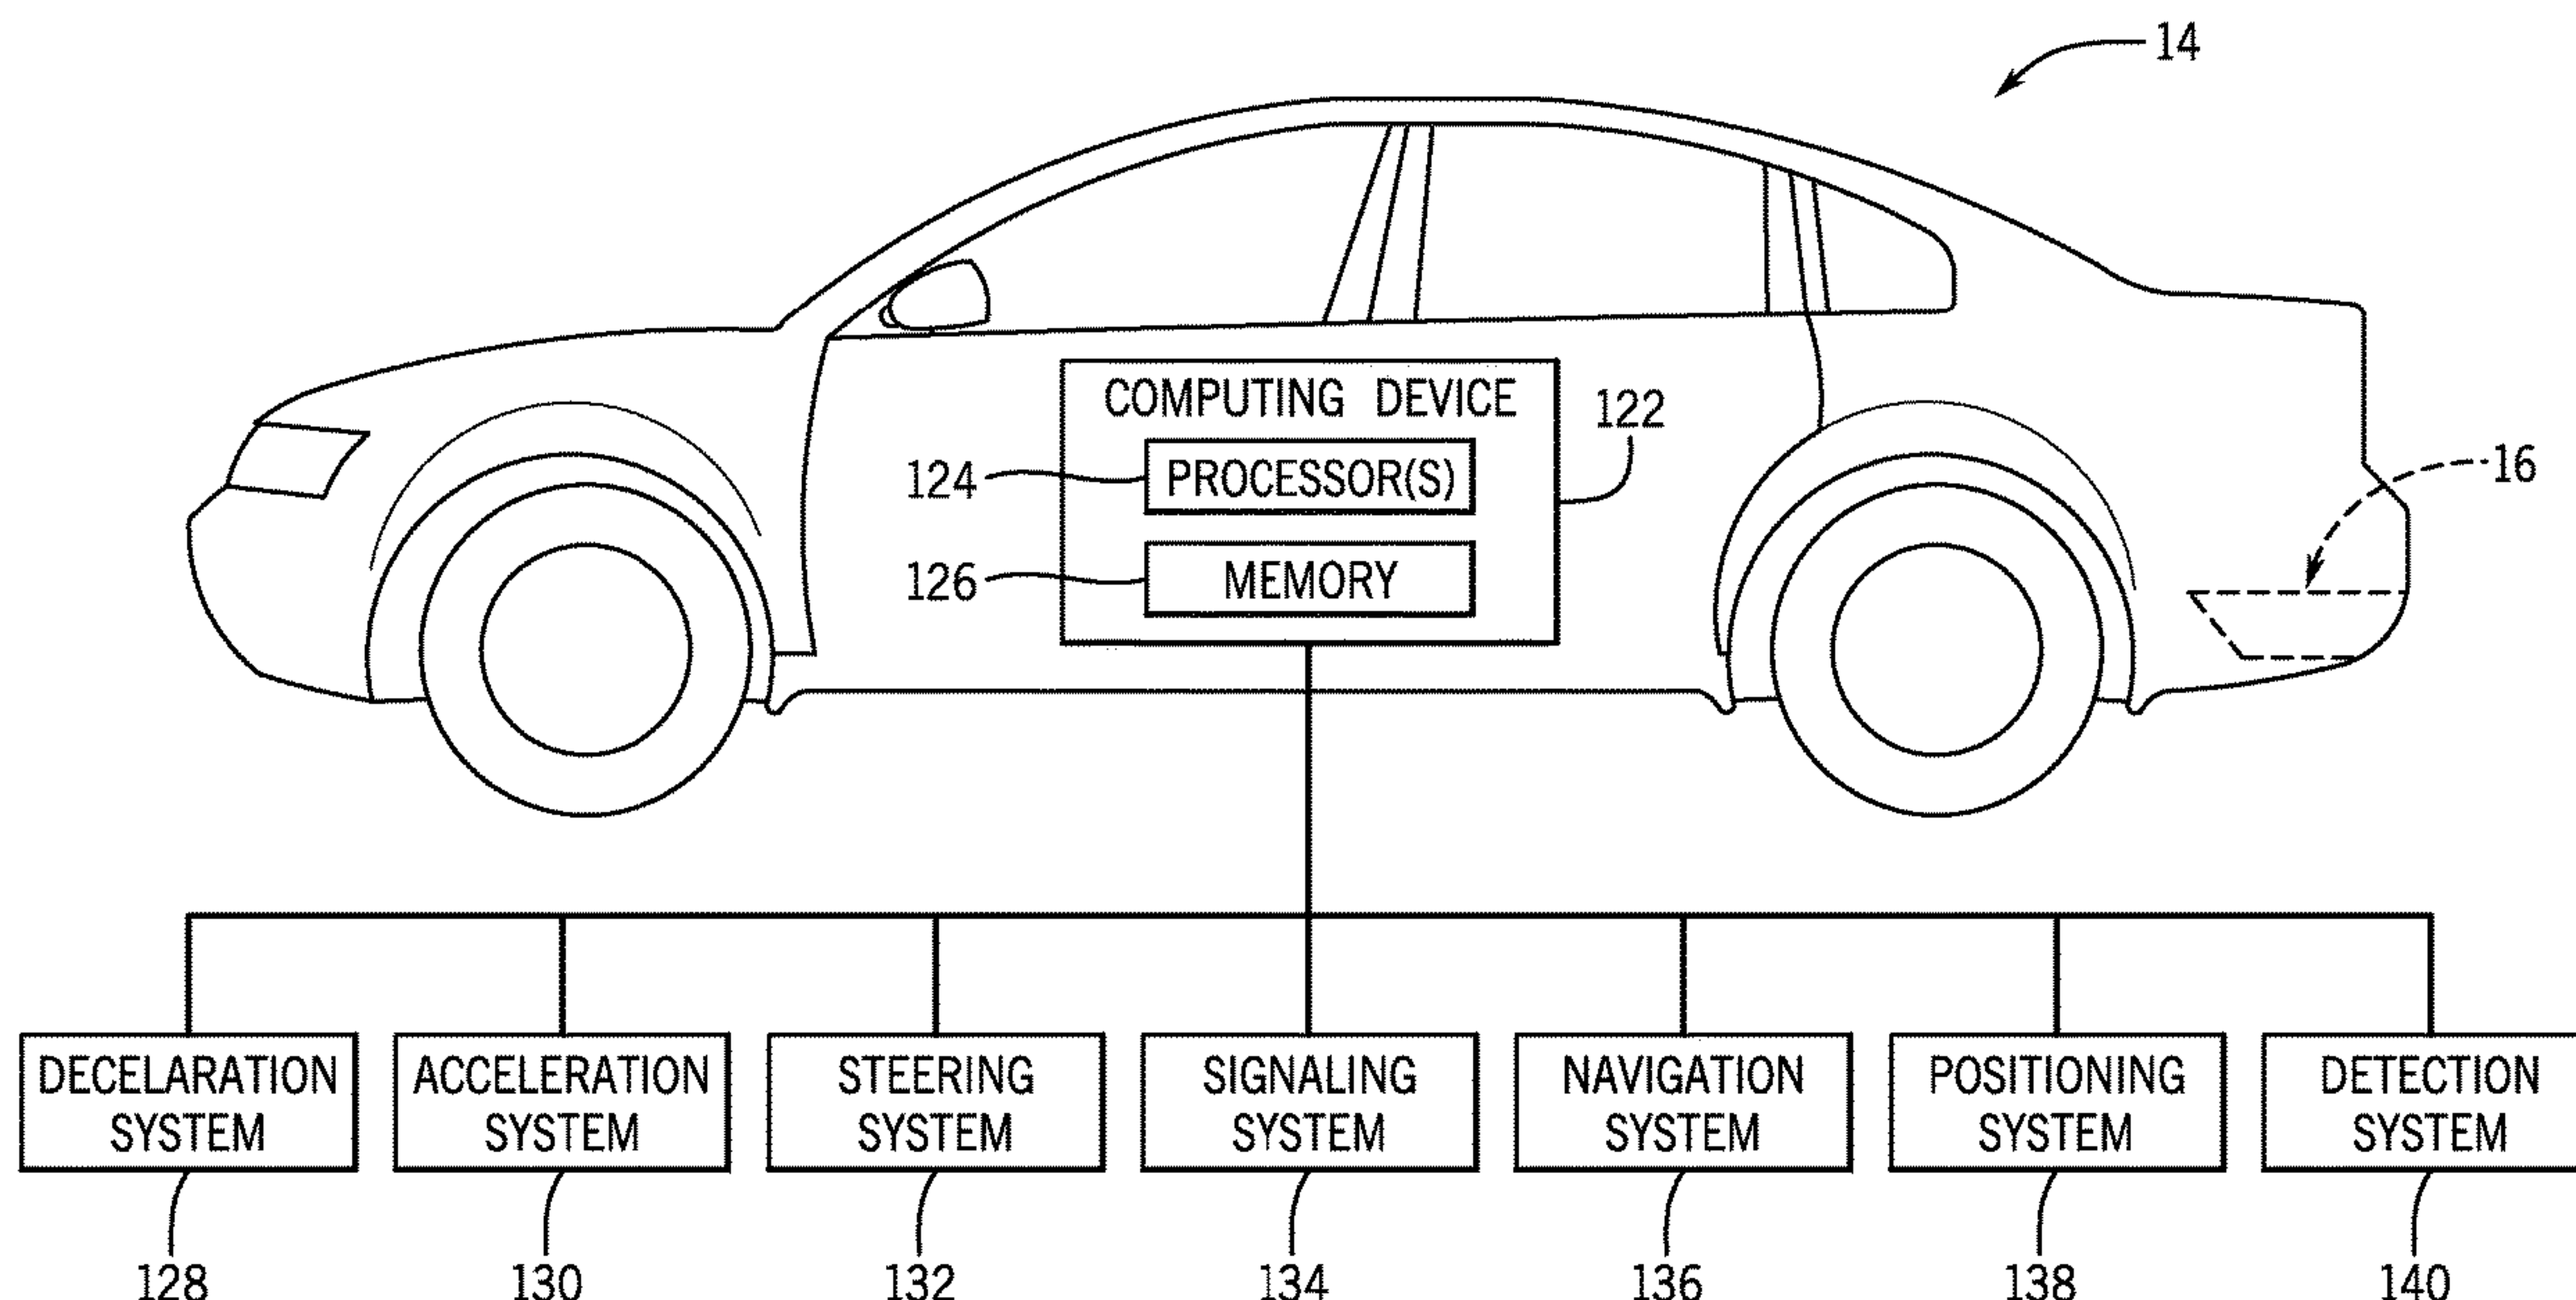 14
COMPUTING DEVICE
122
124
PROCESSOR(S)
16
126
MEMORY
DECELARATION
SYSTEM
ACCELERATION
SYSTEM
STEERING
SYSTEM
SIGNALING
SYSTEM
NAVIGATION
SYSTEM
POSITIONING
SYSTEM
DETECTION
SYSTEM
128
130
132
134
136
138
140